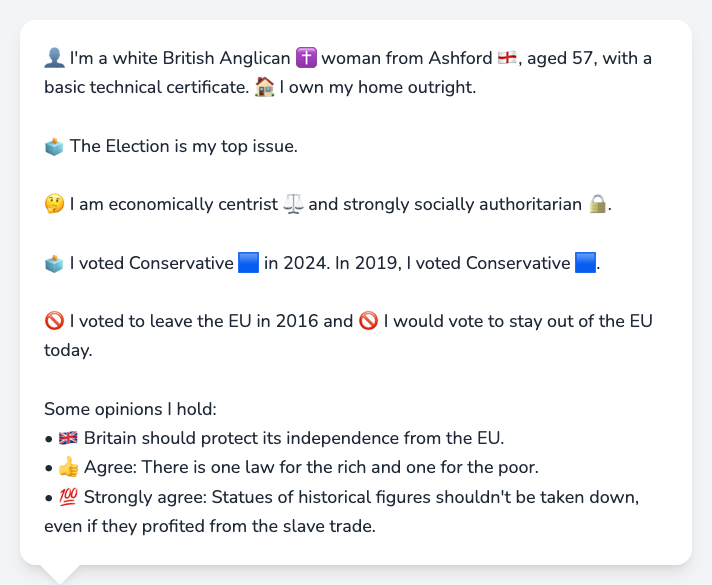 👤 I'm a white British Anglican ✝️ woman from Ashford 🏴󠁧󠁢󠁥󠁮󠁧󠁿, aged 57, with a
basic technical certificate. 🏠 I own my home outright.
🗳️ The Election is my top issue.
🤔 I am economically centrist ⚖️ and strongly socially authoritarian 🔒.
🗳️ I voted Conservative 🟦 in 2024. In 2019, I voted Conservative 🟦.
🚫 I voted to leave the EU in 2016 and 🚫 I would vote to stay out of the EU
today.
Some opinions I hold:
• 🇬🇧 Britain should protect its independence from the EU.
• 👍 Agree: There is one law for the rich and one for the poor.
• 💯 Strongly agree: Statues of historical figures shouldn't be taken down,
even if they profited from the slave trade.